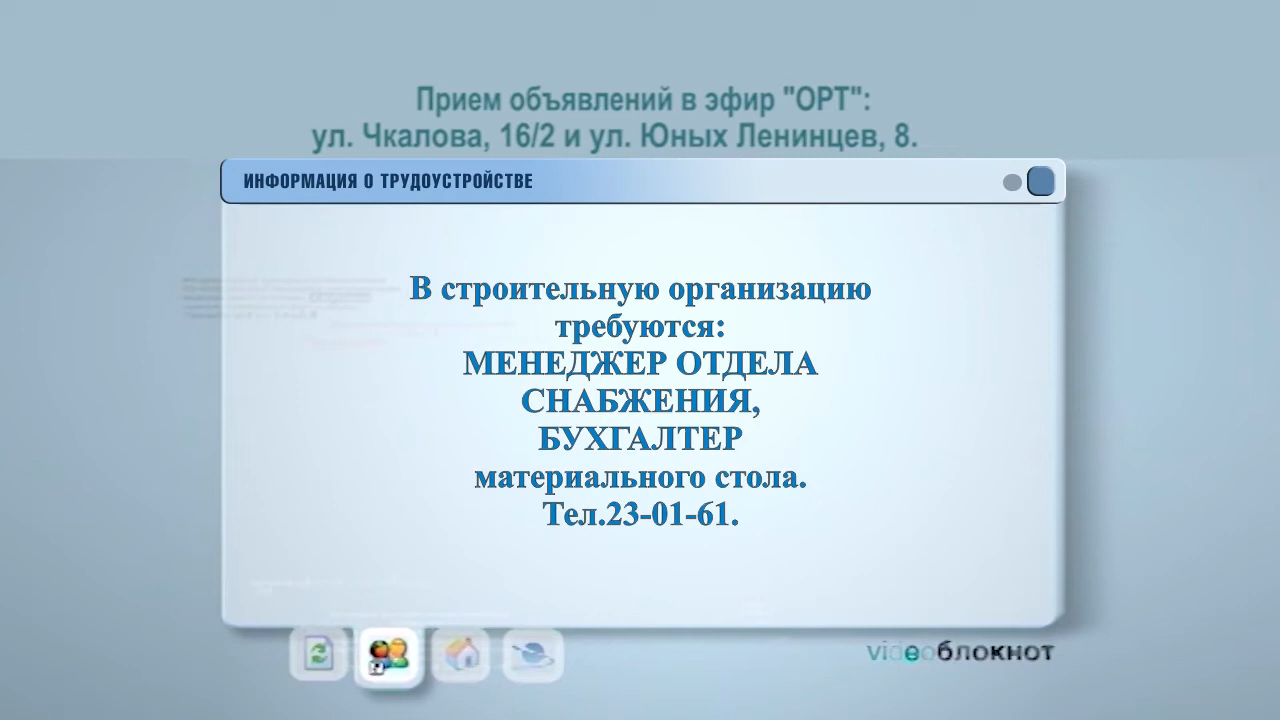 Прием объявлений в эфир "ОРТ":
ул. Чкалова, 16/2 и ул. Юных Ленинцев, 8.
ИНФОРМАЦИЯ О ТРУДОУСТРОЙСТВЕ
В строительную организацию
требуются:
МЕНЕДЖЕР ОТДЕЛА
СНАБЖЕНИЯ,
БУХГАЛТЕР
материального стола.
Тел.23-01-61.
videoблокнот